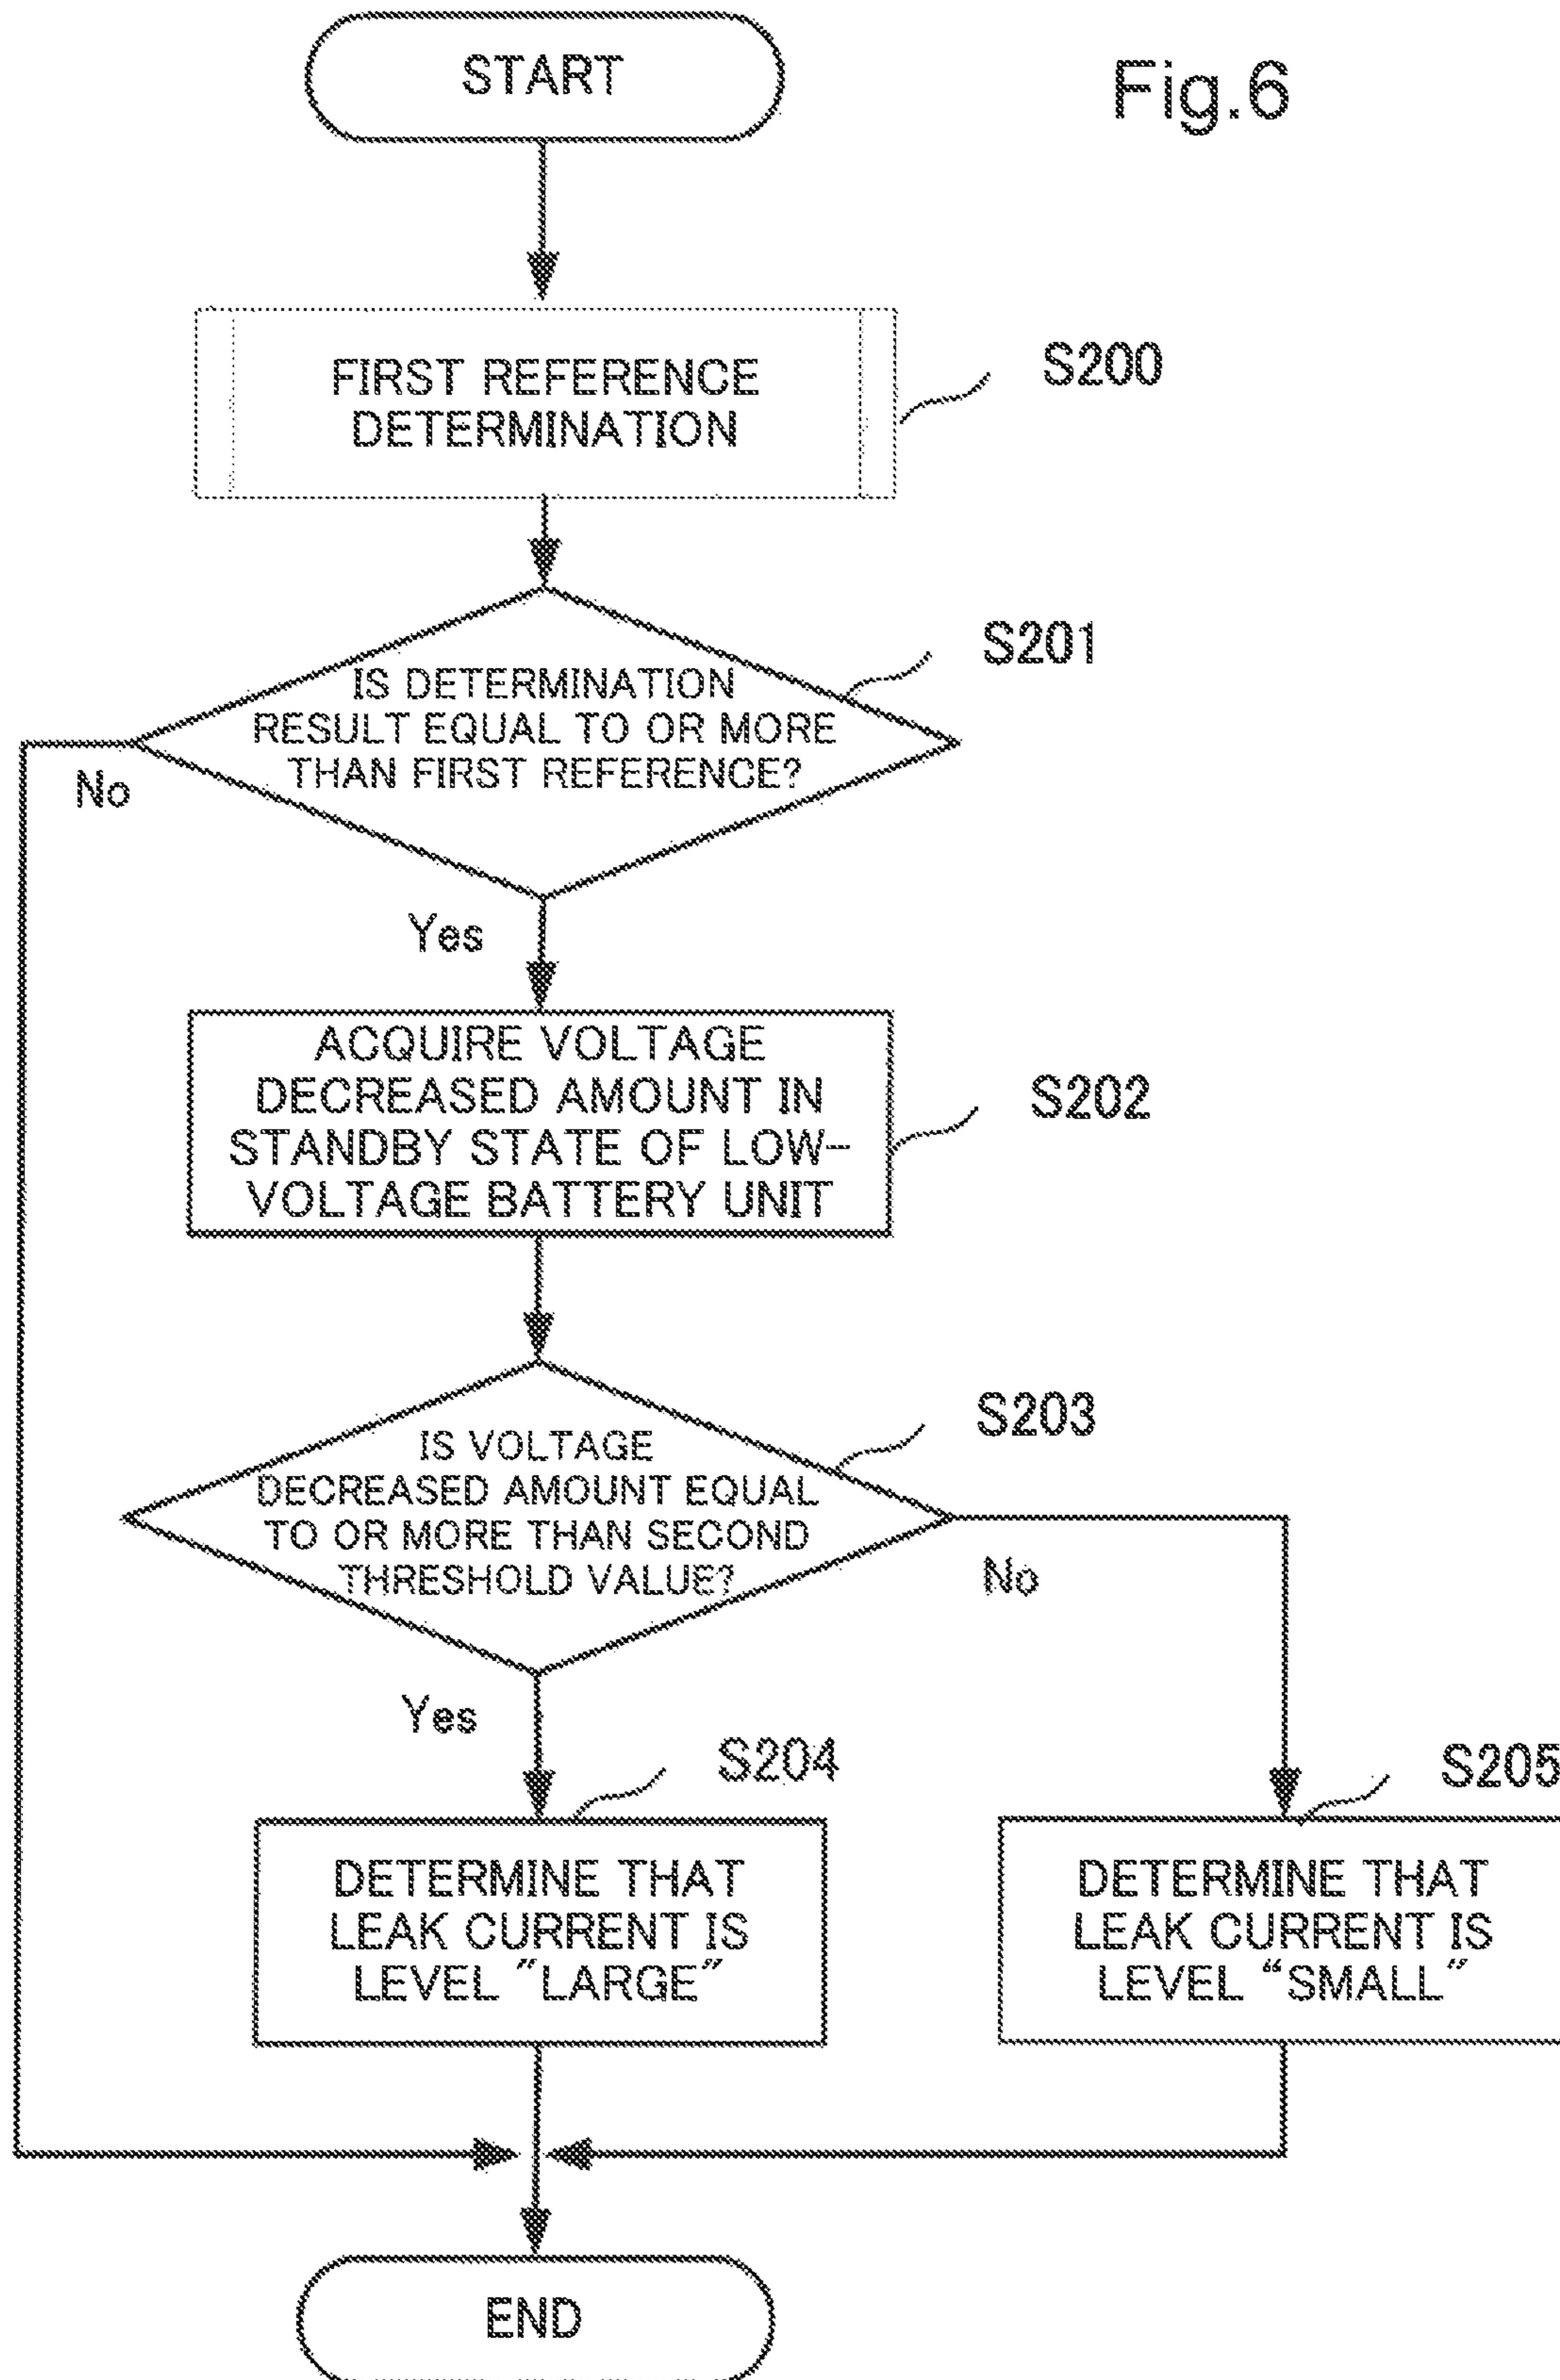 START
Fig.6
FIRST REFERENCE
DETERMINATION
S200
S201
IS DETERMINATION
RESULT EQUAL TO OR MORE
THAN FIRST REFERENCE?
No
Yes
ACQUIRE VOLTAGE
DECREASED AMOUNT IN
STANDBY STATE OF LOW-
VOLTAGE BATTERY UNIT
S202
S203
IS VOLTAGE
DECREASED AMOUNT EQUAL
TO OR MORE THAN SECOND
THRESHOLD VALUE?
No
Yes
S204
S205
DETERMINE THAT
LEAK CURRENT IS
LEVEL "LARGE"
DETERMINE THAT
LEAK CURRENT IS
LEVEL "SMALL"
END